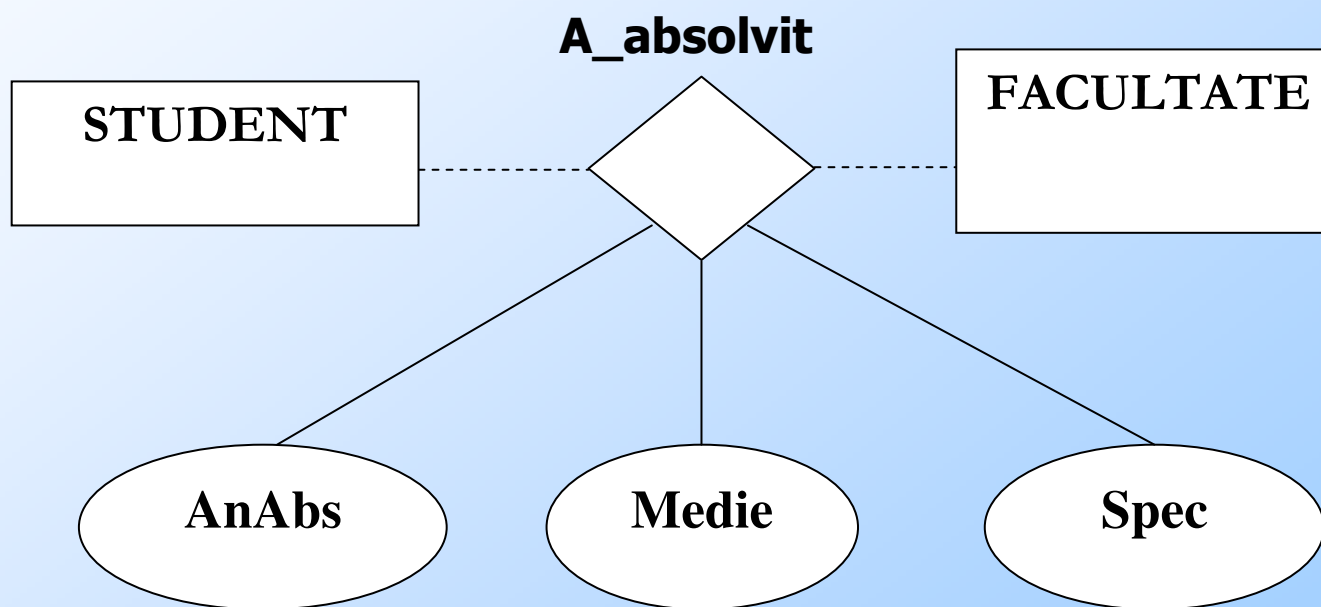 A_absolvit
STUDENT
FACULTATE
AnAbs
Medie
Spec